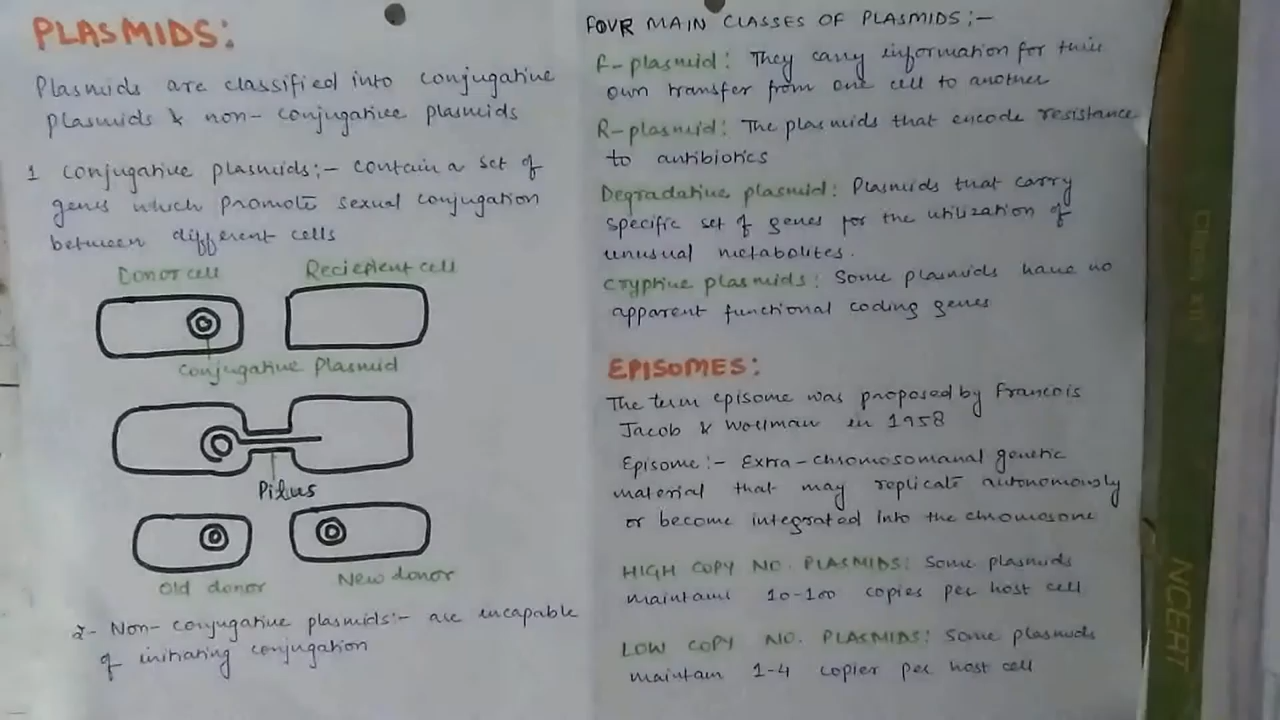 PLASMIDS:
Plasmids are classified into conjugative
plasmids & non-conjugative plasmids
1 Conjugative plasmids:- contain a set of
genes which promote sexual conjugation
between different cells
Donor cell Reciepient cell
Conjugative Plasmid
Pilus
Old donor New donor
2- Non-conjugative plasmids:- are incapable
of initiating conjugation
FOUR MAIN CLASSES OF PLASMIDS:-
F-plasmid: They carry information for their
own transfer from one cell to another
R-plasmid: The plasmids that encode resistance
to antibiotics
Degradative plasmid: Plasmids that carry
specific set of genes for the utilization of
unusual metabolites.
Cryptive plasmids: Some plasmids have no
apparent functional coding genes
EPISOMES:
The term episome was proposed by Francois
Jacob & Wollman in 1958
Episome:- Extra-chromosomanal genetic
material that may replicate autonomously
or become integrated into the chromosone
HIGH COPY NO. PLASMIDS: Some plasmids
maintains 10-100 copies per host cell
LOW COPY NO. PLASMIDS: Some plasmids
maintain 1-4 copies per host cell
Class XII
NCERT